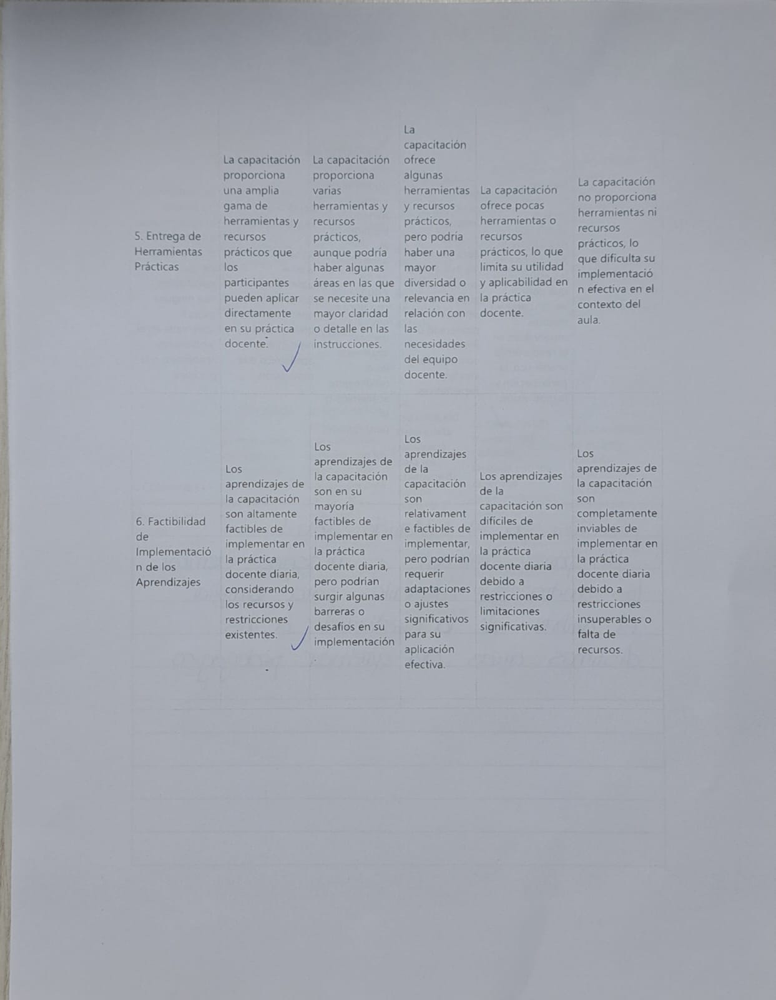 5. Entrega de
Herramientas
Prácticas
La capacitación
proporciona
una amplia
gama de
herramientas y
recursos
prácticos que
los
participantes
pueden aplicar
directamente
en su práctica
docente.
La capacitación
proporciona
varias
herramientas y
recursos
prácticos,
aunque podría
haber algunas
áreas en las que
se necesite una
mayor claridad
o detalle en las
instrucciones.
La
capacitación
ofrece
algunas
herramientas
y recursos
prácticos,
pero podría
haber una
mayor
diversidad o
relevancia en
relación con
las
necesidades
del equipo
docente.
La capacitación
ofrece pocas
herramientas o
recursos
prácticos, lo que
limita su utilidad
y aplicabilidad en
la práctica
docente.
La capacitación
no proporciona
herramientas ni
recursos
prácticos, lo
que dificulta su
implementació
n efectiva en el
contexto del
aula.
6. Factibilidad
de
Implementació
n de los
Aprendizajes
Los
aprendizajes de
la capacitación
son altamente
factibles de
implementar en
la práctica
docente diaria,
considerando
los recursos y
restricciones
existentes.
Los
aprendizajes de
la capacitación
son en su
mayoría
factibles de
implementar en
la práctica
docente diaria,
pero podrían
surgir algunas
barreras o
desafíos en su
implementación
.
Los
aprendizajes
de la
capacitación
son
relativament
e factibles de
implementar,
pero podrían
requerir
adaptaciones
o ajustes
significativos
para su
aplicación
efectiva.
Los aprendizajes
de la
capacitación son
difíciles de
implementar en
la práctica
docente diaria
debido a
restricciones o
limitaciones
significativas.
Los
aprendizajes de
la capacitación
son
completamente
inviables de
implementar en
la práctica
docente diaria
debido a
restricciones
insuperables o
falta de
recursos.